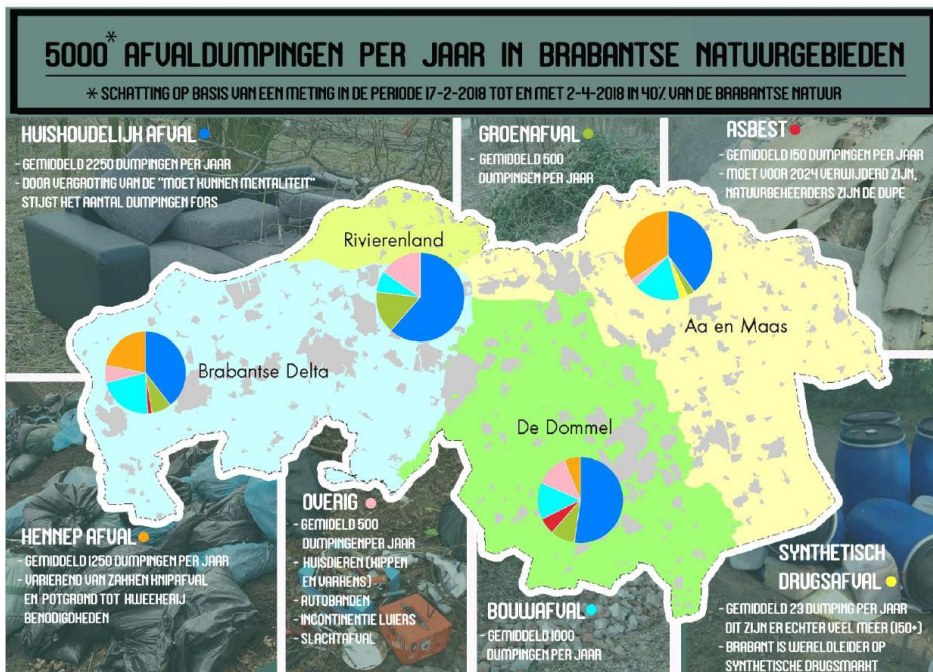 5000* AFVALDUMPINGEN PER JAAR IN BRABANTSE NATUURGEBIEDEN
* SCHATTING OP BASIS VAN EEN METING IN DE PERIODE 17-2-2018 TOT EN MET 2-4-2018 IN 40% VAN DE BRABANTSE NATUUR
HUISHOUDELIJK AFVAL
- GEMIDDELD 2250 DUMPINGEN PER JAAR
- DOOR VERGROTING VAN DE "MOET KUNNEN MENTALITEIT"
STIJGT HET AANTAL DUMPINGEN FORS
GROENAFVAL
- GEMIDDELD 500
DUMPINGEN PER JAAR
ASBEST
- GEMIDDELD 150 DUMPINGEN PER JAAR
- MOET VOOR 2024 VERWIJDERD ZIJN,
NATUURBEHEERDERS ZIJN DE DUPE
Rivierenland
Aa en Maas
Brabantse Delta
De Dommel
HENNEP AFVAL
- GEMIDDELD 1250 DUMPINGEN PER JAAR
- VARIEREND VAN ZAKKEN KNIPAFVAL
EN POTGROND TOT KWEEKERIJ
BENODIGDHEDEN
OVERIG
- GEMIDELD 500
DUMPINGENPER JAAR
- HUISDIEREN (KIPPEN
EN VARKENS)
- AUTOBANDEN
- INCONTINENTIE LUIERS
- SLACHTAFVAL
BOUWAFVAL
- GEMIDDELD 1000
DUMPINGEN PER JAAR
SYNTHETISCH
DRUGSAFVAL
- GEMIDDELD 23 DUMPING PER JAAR
DIT ZIJN ER ECHTER VEEL MEER (150+)
- BRABANT IS WERELDLEIDER OP
SYNTHETISCHE DRUGSMARKT